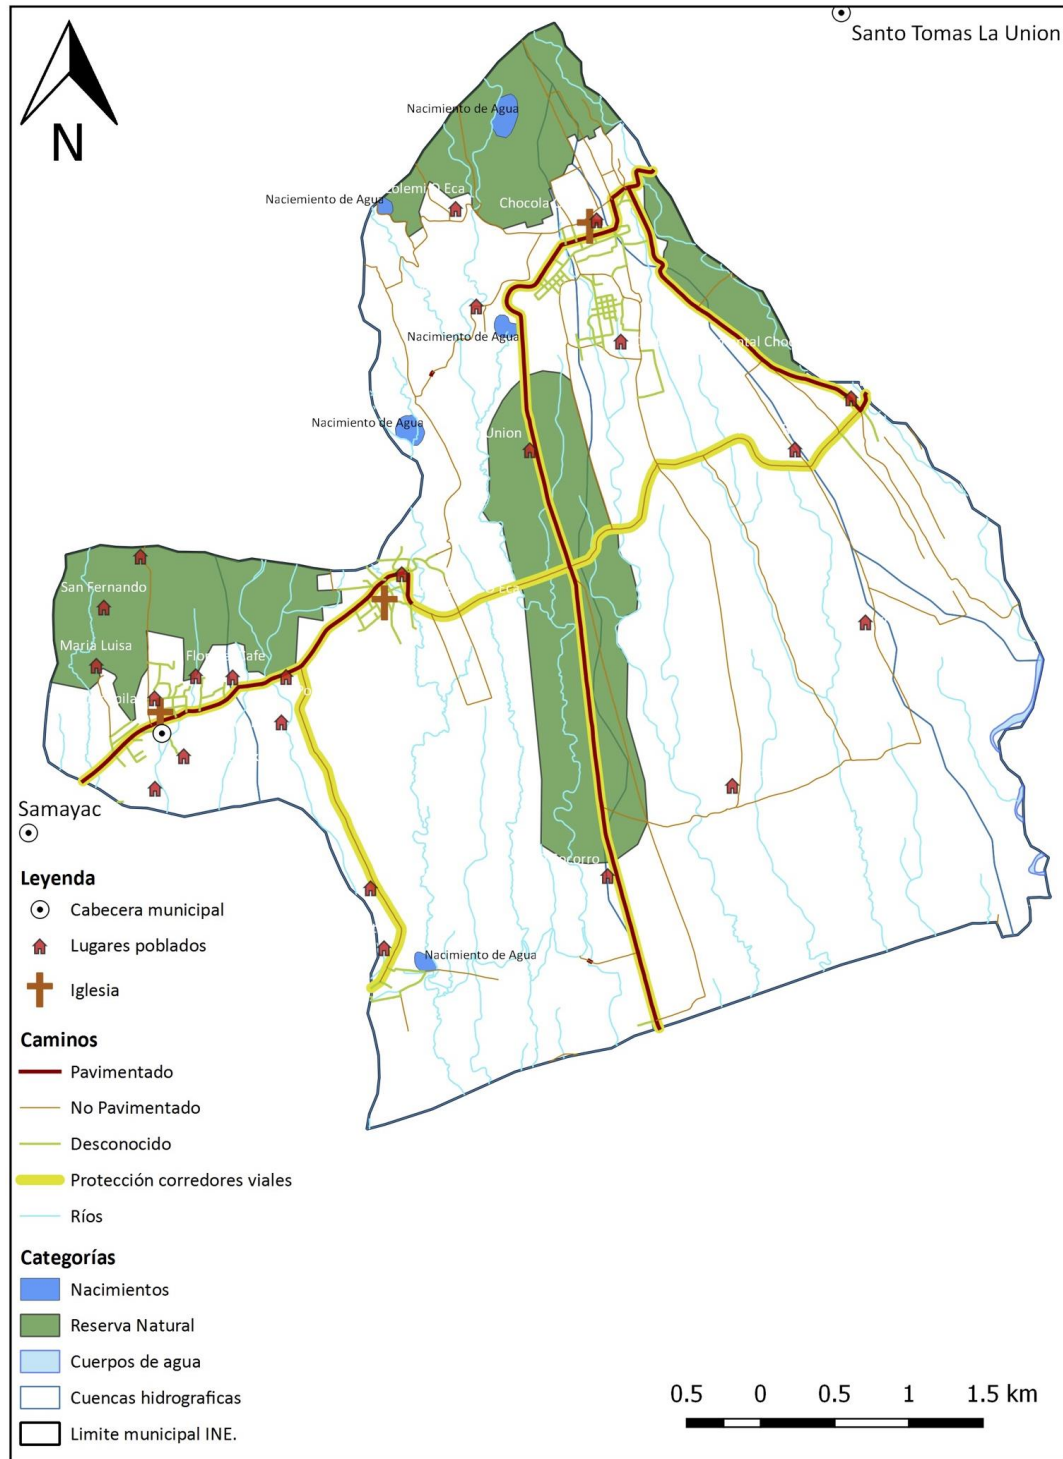 Santo Tomas La Union
N
Nacimiento de Agua
Naciemiento de Agua
Eca
Chocola
Nacimiento de Agua
Nacimiento de Agua
Union
San Fernando
Maria Luisa
Cafe
Samayac
Nacimiento de Agua
Leyenda
Cabecera municipal
Lugares poblados
Iglesia
Caminos
Pavimentado
No Pavimentado
Desconocido
Protección corredores viales
Ríos
Categorías
Nacimientos
Reserva Natural
Cuerpos de agua
Cuencas hidrograficas
Limite municipal INE.
0.5 0 0.5 1 1.5 km